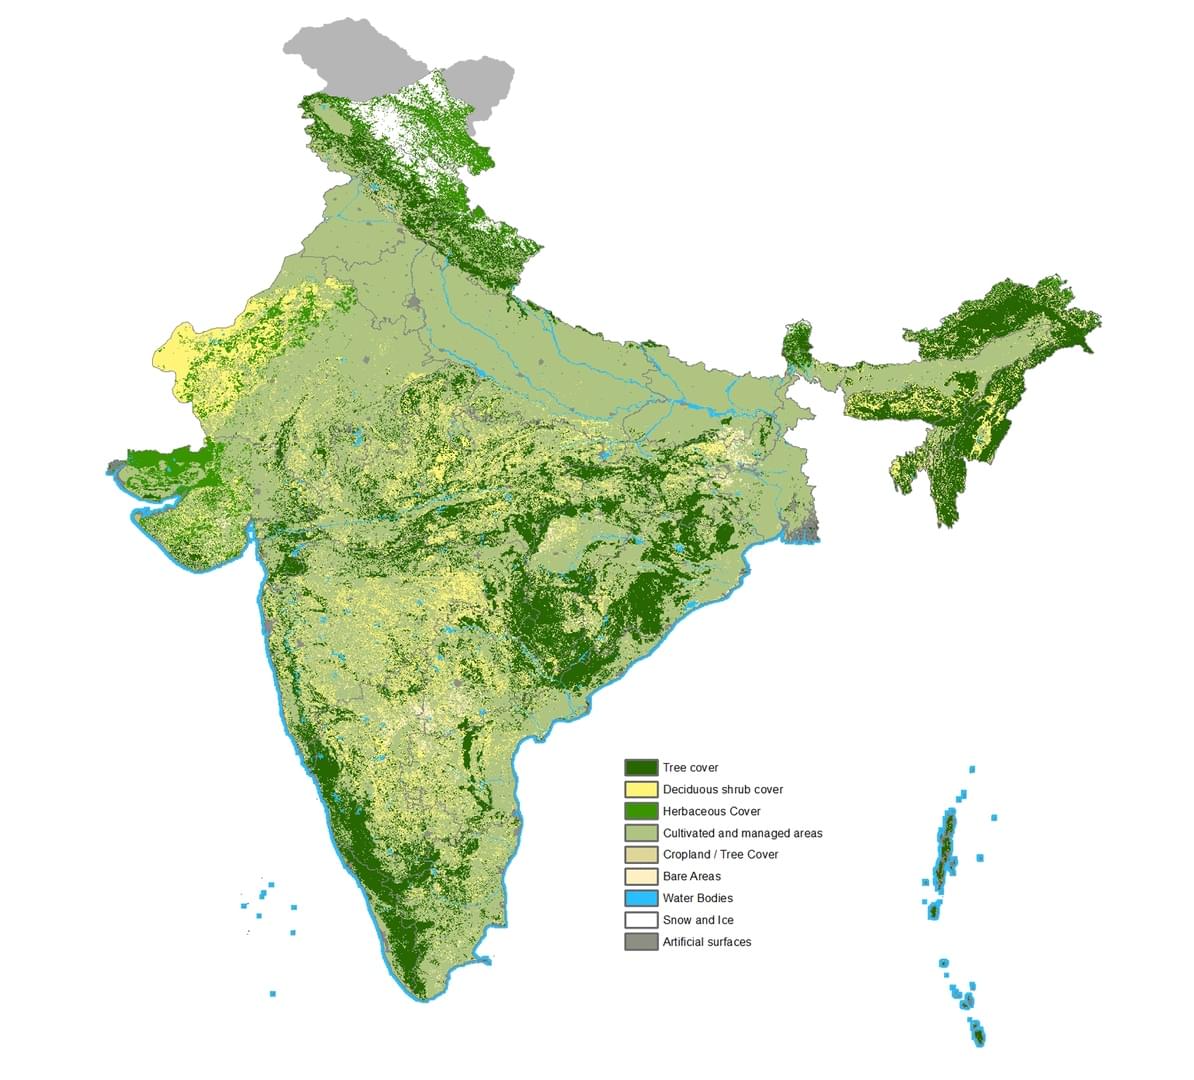 Tree cover
Deciduous shrub cover
Herbaceous Cover
Cultivated and managed areas
Cropland / Tree Cover
Bare Areas
Water Bodies
Snow and Ice
Artificial surfaces